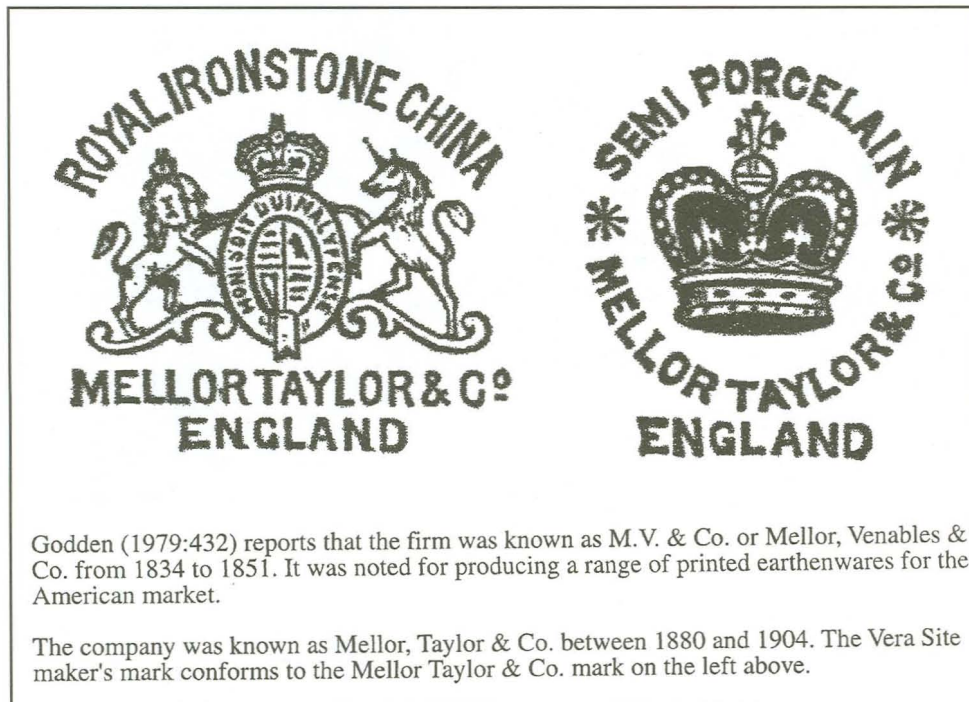 ROYAL IRONSTONE CHINA
MELLOR TAYLOR & Cº
ENGLAND
SEMI PORCELAIN
MELLOR TAYLOR & Cº
ENGLAND
Godden (1979:432) reports that the firm was known as M.V. & Co. or Mellor, Venables &
Co. from 1834 to 1851. It was noted for producing a range of printed earthenwares for the
American market.
The company was known as Mellor, Taylor & Co. between 1880 and 1904. The Vera Site
maker's mark conforms to the Mellor Taylor & Co. mark on the left above.